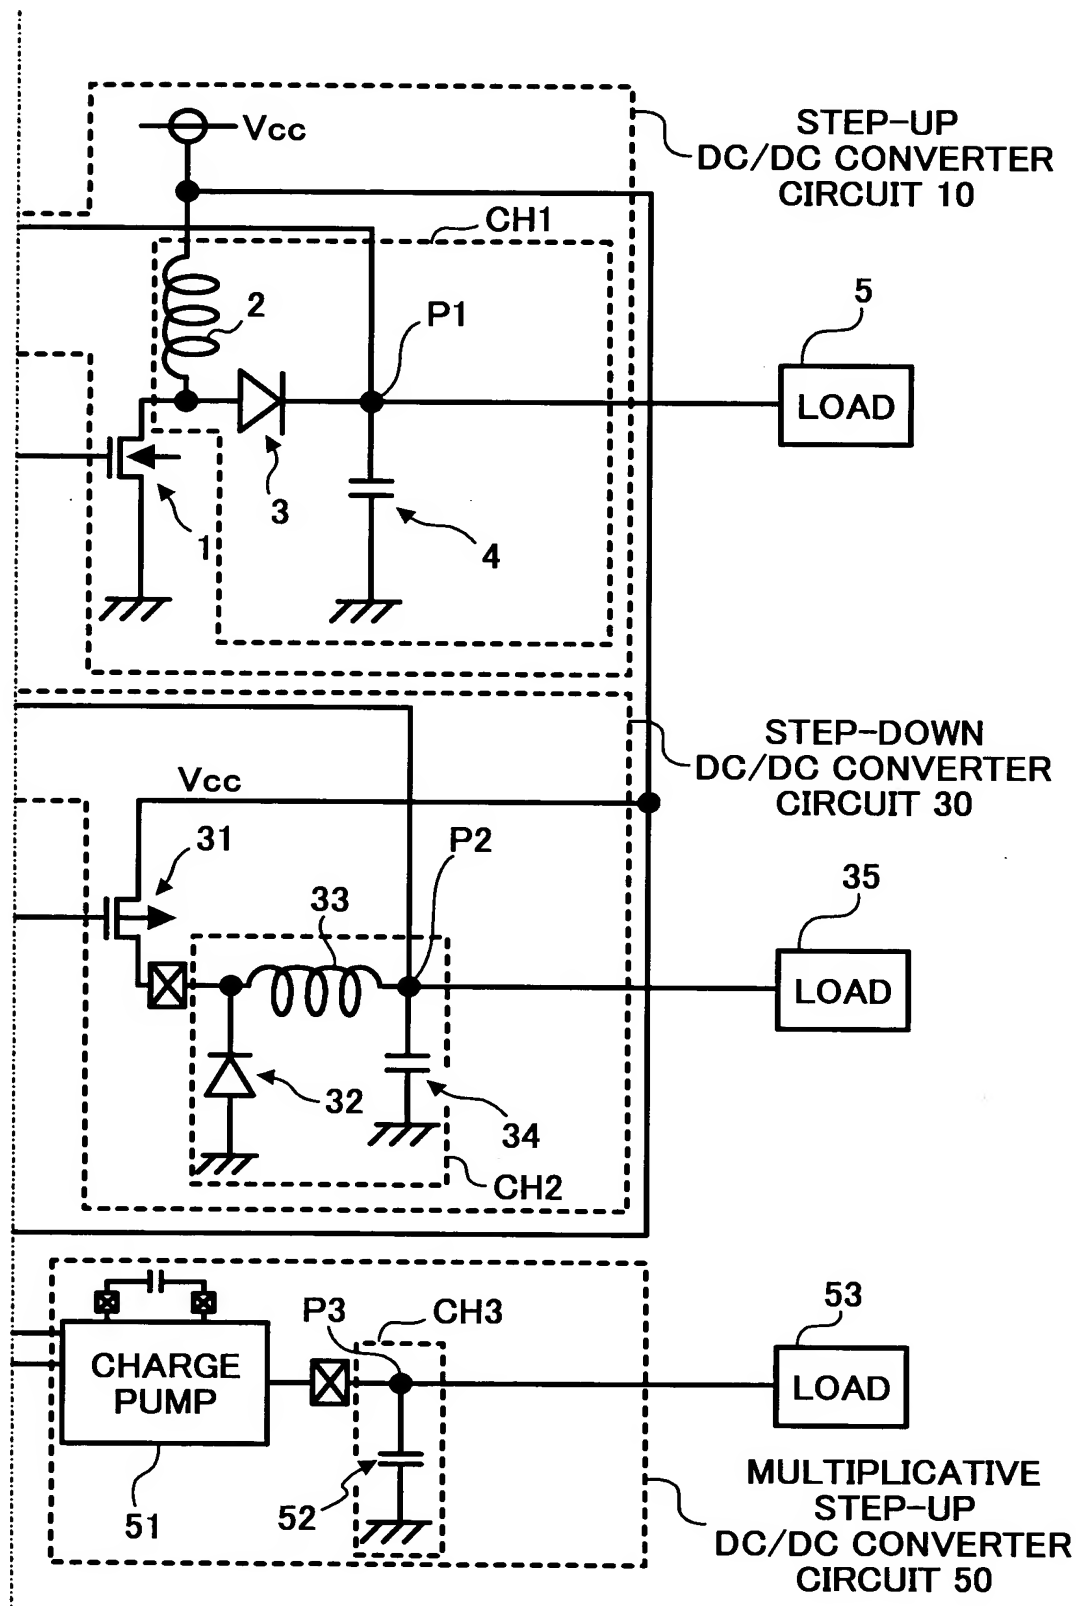 Vcc
STEP-UP
DC/DC CONVERTER
CIRCUIT 10
CH1
2
P1
5
LOAD
3
1
4
STEP-DOWN
DC/DC CONVERTER
CIRCUIT 30
Vcc
31
P2
33
35
LOAD
32
34
CH2
P3
CH3
53
CHARGE
PUMP
LOAD
51
52
MULTIPLICATIVE
STEP-UP
DC/DC CONVERTER
CIRCUIT 50